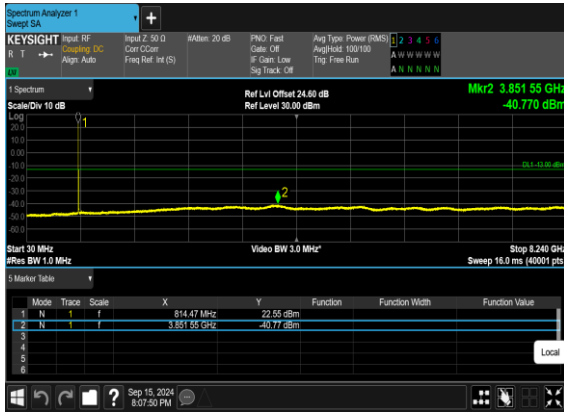 Spectrum Analyzer 1
Swept SA
+
KEYSIGHT Input: RF Input Z: 50 Ω #Atten: 20 dB PNO: Fast Avg Type: Power (RMS) 1 2 3 4 5 6
R T Coupling: DC Corr CCorr Gate: Off Avg|Hold: 100/100 A W W W W W
Align: Auto Freq Ref: Int (S) IF Gain: Low Trig: Free Run
LXI Sig Track: Off A N N N N N
1 Spectrum
Ref Lvl Offset 24.60 dB Mkr2 3.851 55 GHz
Scale/Div 10 dB Ref Level 30.00 dBm -40.770 dBm
Log
20.0
10.0
0.00
-10.0
-20.0
-30.0
-40.0
-50.0
-60.0
1
2
DL1 -13.00 dBm
Start 30 MHz Video BW 3.0 MHz* Stop 8.240 GHz
#Res BW 1.0 MHz Sweep 16.0 ms (40001 pts)
5 Marker Table
Mode Trace Scale X Y Function Function Width Function Value
1 N 1 f 814.47 MHz 22.55 dBm
2 N 1 f 3.851 55 GHz -40.77 dBm
3
4
5
6
Local
?
Sep 15, 2024
8:07:50 PM